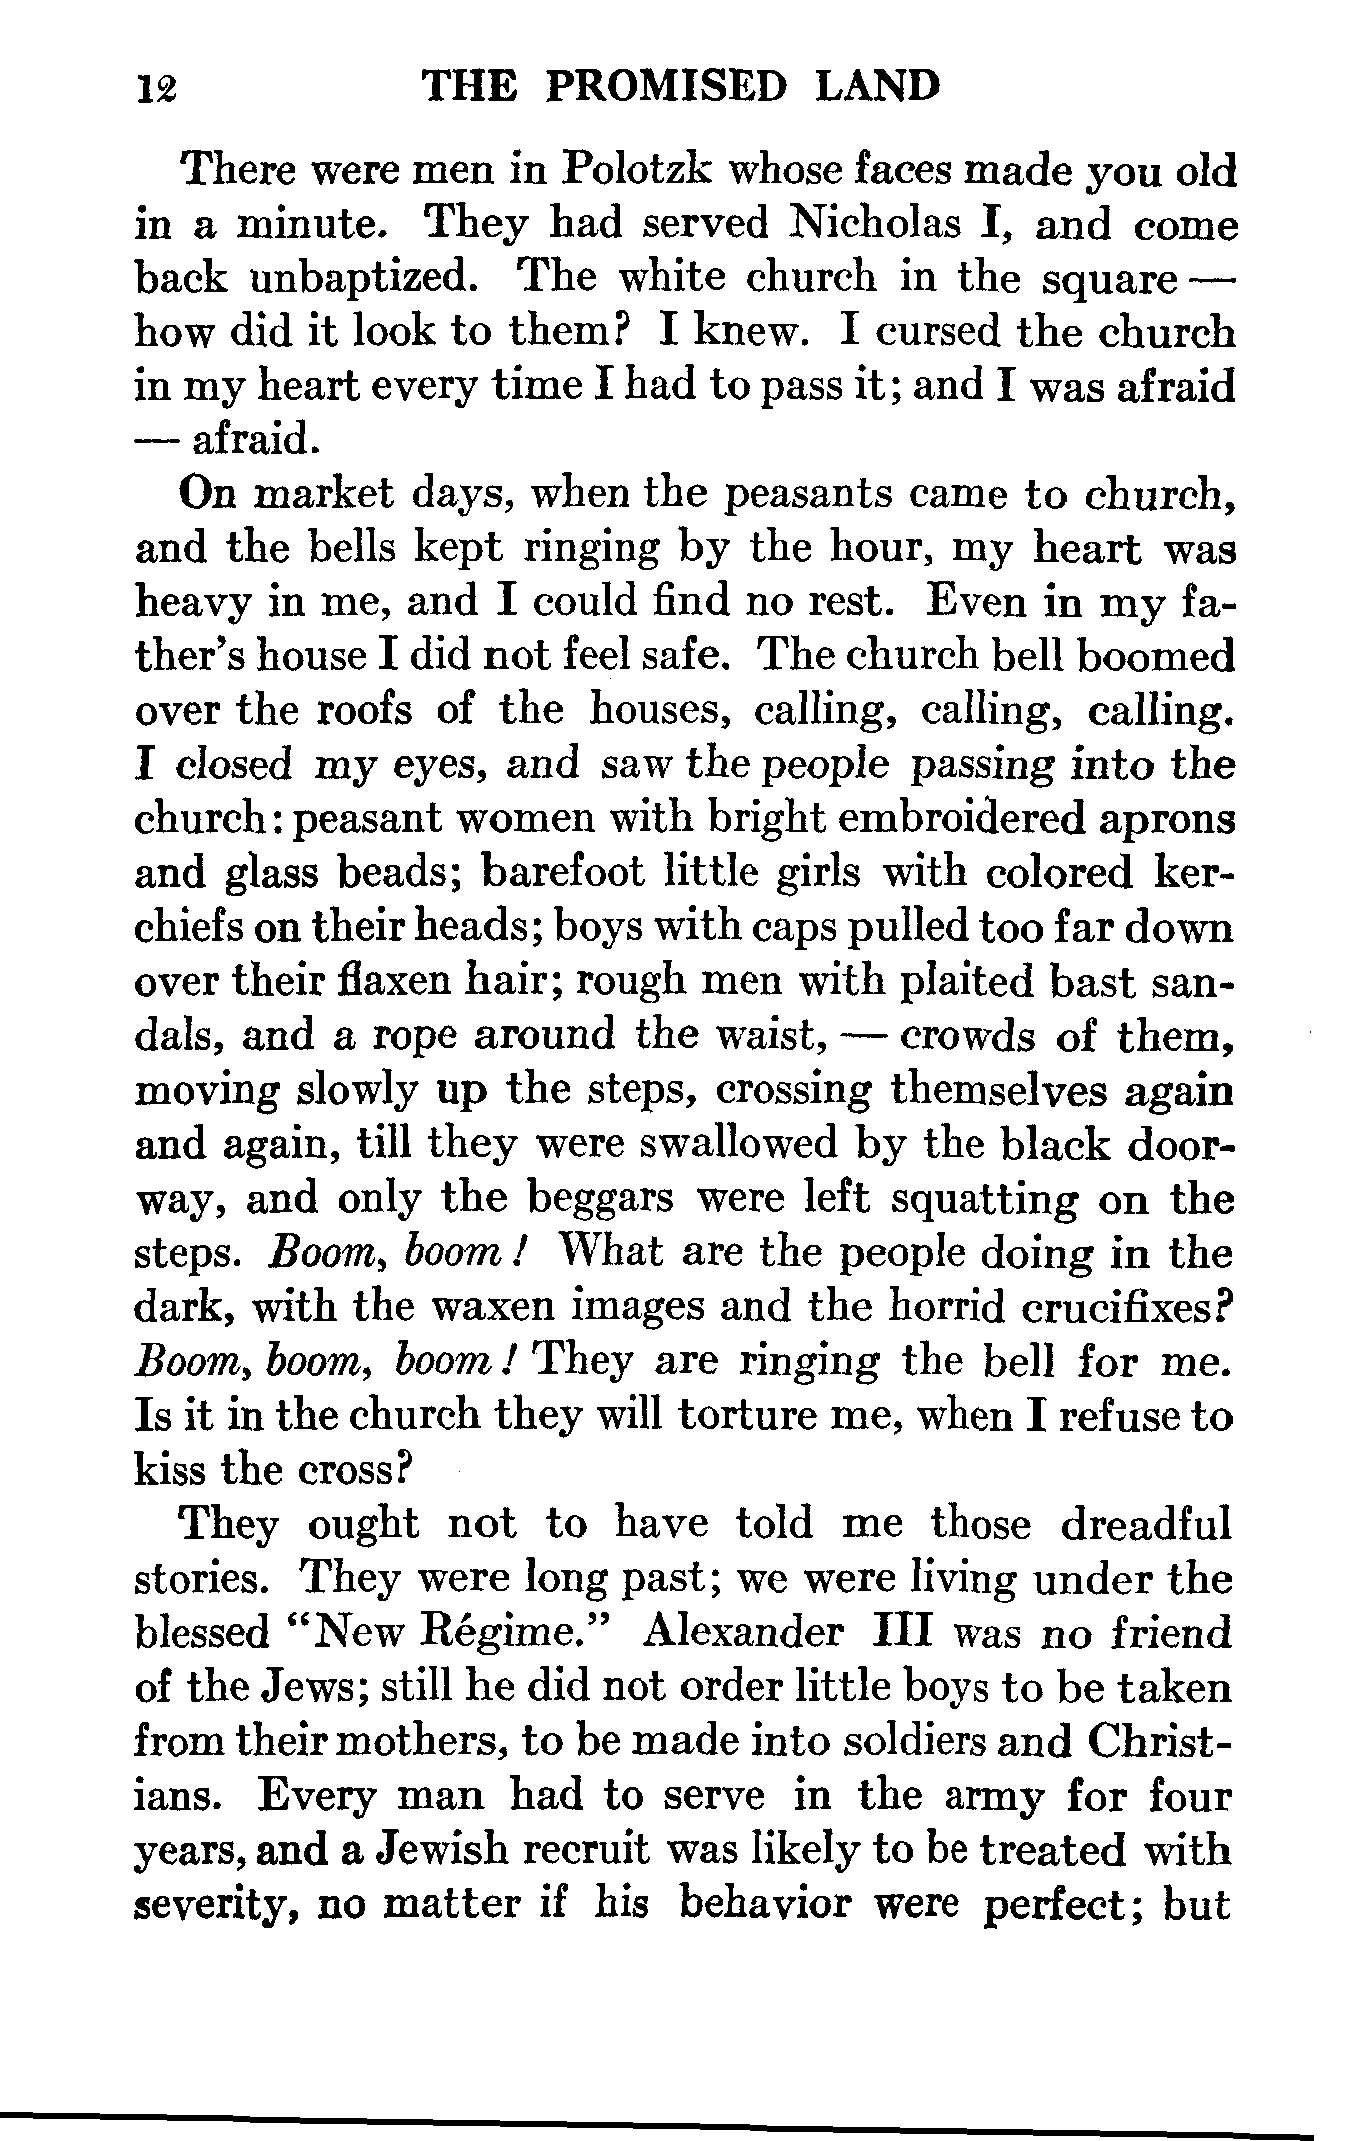 12 THE PROMISED LAND
There were men in Polotzk whose faces made you old
in a minute. They had served Nicholas I, and come
back unbaptized. The white church in the square —
how did it look to them? I knew. I cursed the church
in my heart every time I had to pass it; and I was afraid
— afraid.
On market days, when the peasants came to church,
and the bells kept ringing by the hour, my heart was
heavy in me, and I could find no rest. Even in my fa-
ther's house I did not feel safe. The church bell boomed
over the roofs of the houses, calling, calling, calling.
I closed my eyes, and saw the people passing into the
church: peasant women with bright embroidered aprons
and glass beads; barefoot little girls with colored ker-
chiefs on their heads; boys with caps pulled too far down
over their flaxen hair; rough men with plaited bast san-
dals, and a rope around the waist, — crowds of them,
moving slowly up the steps, crossing themselves again
and again, till they were swallowed by the black door-
way, and only the beggars were left squatting on the
steps. Boom, boom! What are the people doing in the
dark, with the waxen images and the horrid crucifixes?
Boom, boom, boom! They are ringing the bell for me.
Is it in the church they will torture me, when I refuse to
kiss the cross?
They ought not to have told me those dreadful
stories. They were long past; we were living under the
blessed "New Régime." Alexander III was no friend
of the Jews; still he did not order little boys to be taken
from their mothers, to be made into soldiers and Christ-
ians. Every man had to serve in the army for four
years, and a Jewish recruit was likely to be treated with
severity, no matter if his behavior were perfect; but